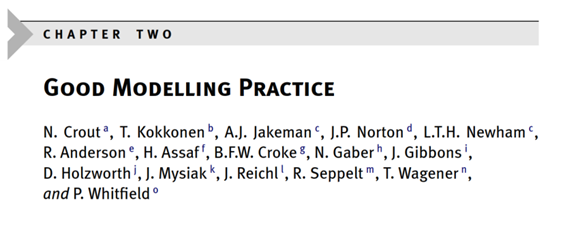 CHAPTER TWO
GOOD MODELLING PRACTICE
N. Crout a, T. Kokkonen b, A.J. Jakeman c, J.P. Norton d, L.T.H. Newham c,
R. Anderson e, H. Assaf f, B.F.W. Croke g, N. Gaber h, J. Gibbons i,
D. Holzworth j, J. Mysiak k, J. Reichl l, R. Seppelt m, T. Wagener n,
and P. Whitfield o